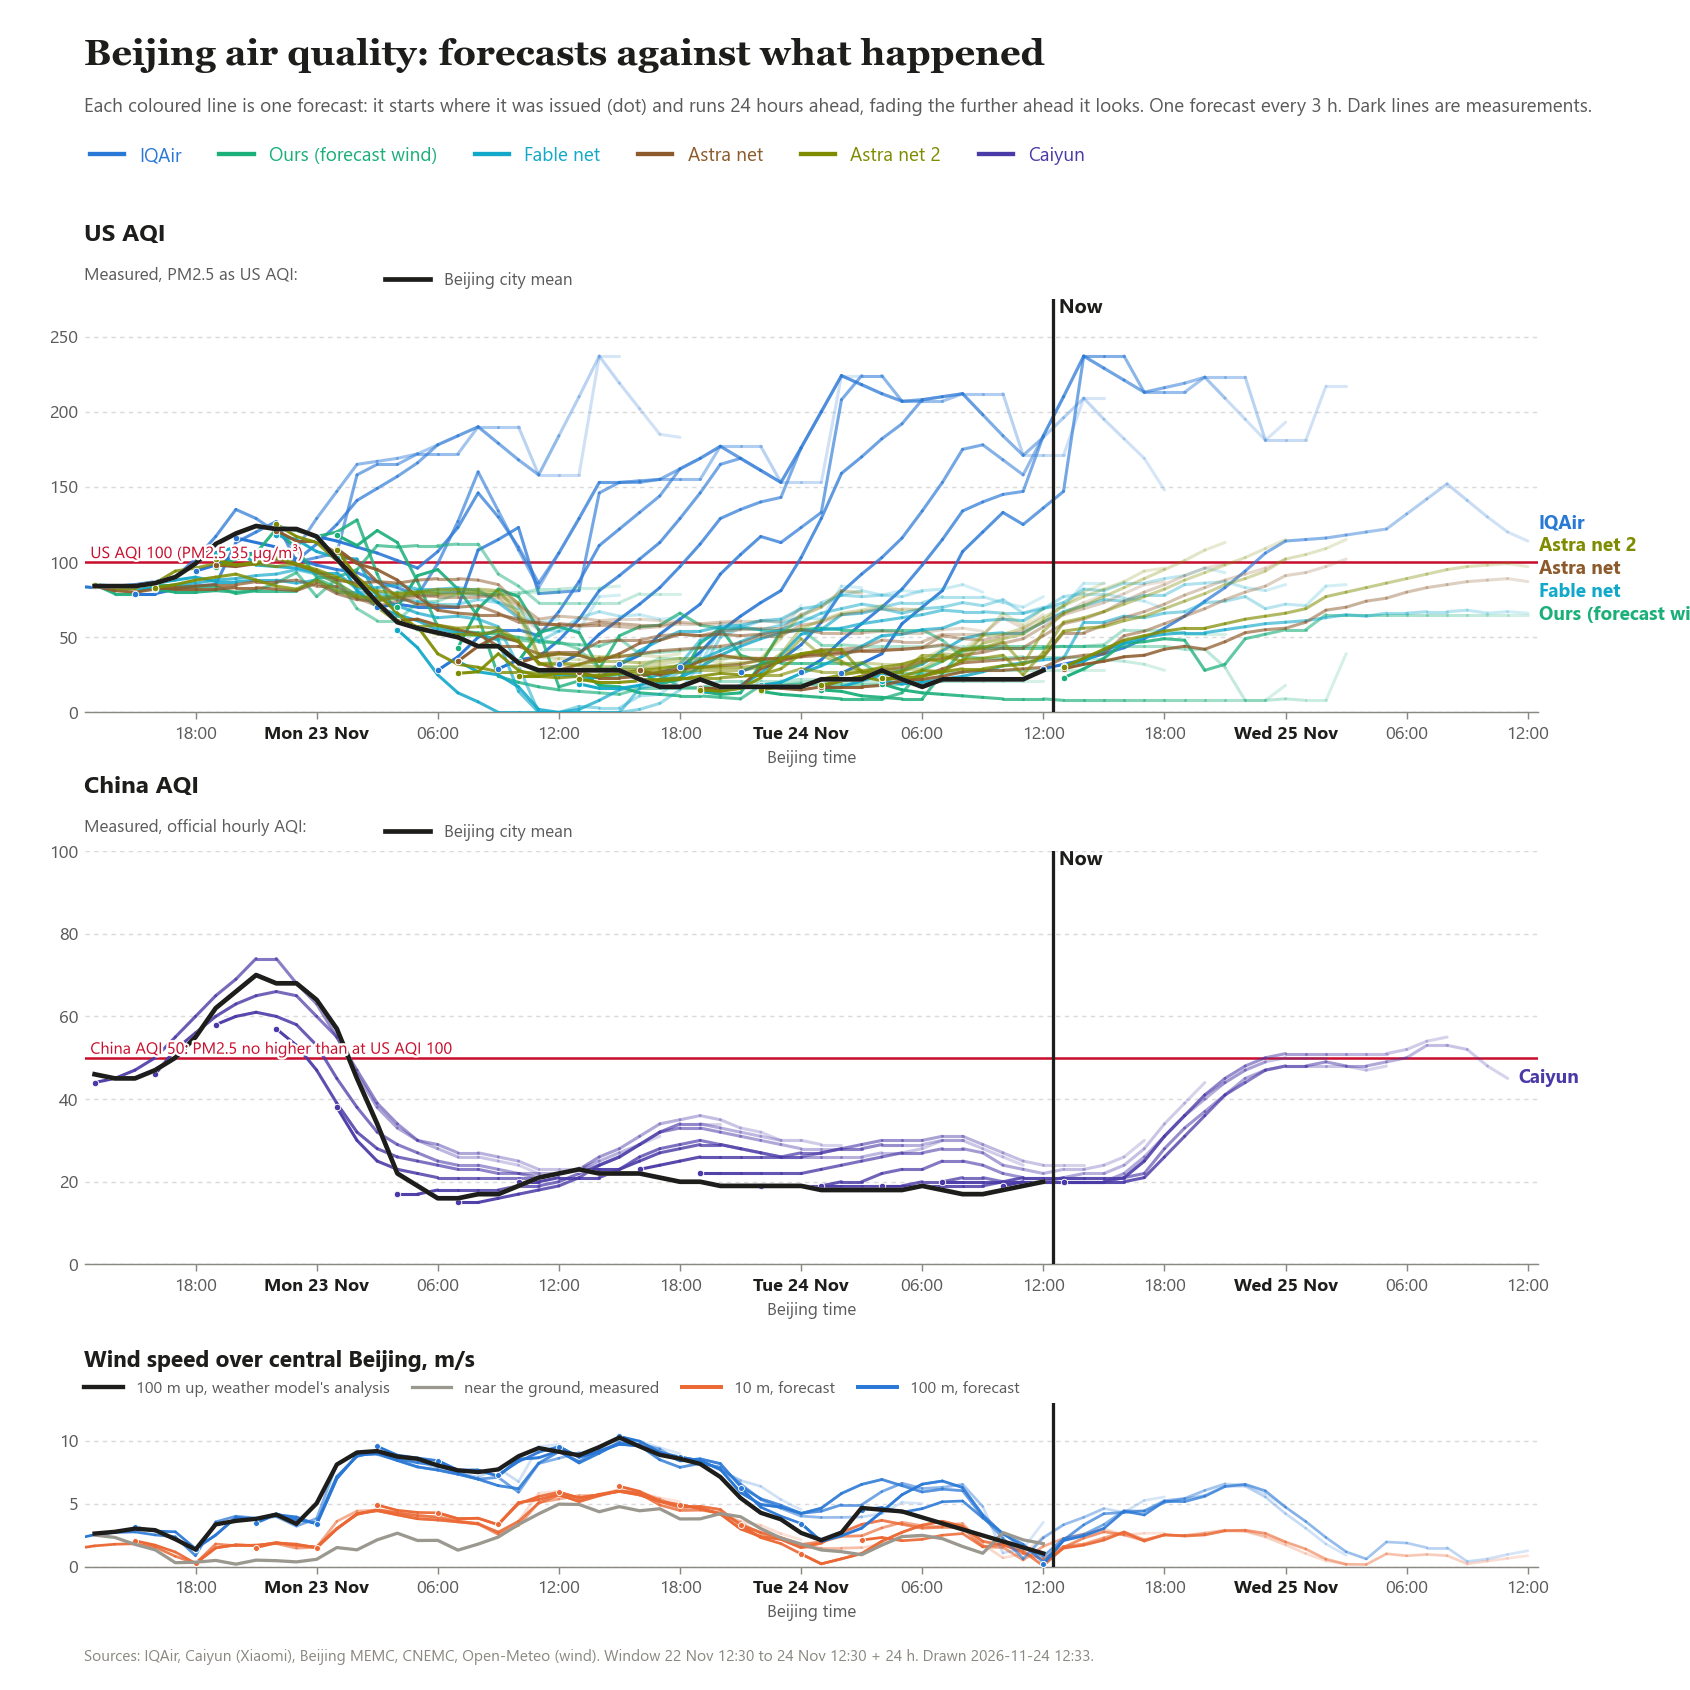 Beijing air quality: forecasts against what happened
Each coloured line is one forecast: it starts where it was issued (dot) and runs 24 hours ahead, fading the further ahead it looks. One forecast every 3 h. Dark lines are measurements.
IQAir Ours (forecast wind) Fable net Astra net Astra net 2 Caiyun
US AQI
Measured, PM2.5 as US AQI: Beijing city mean
Now
250
200
150
100
50
0
US AQI 100 (PM2.5 35 µg/m³)
IQAir
Astra net 2
Astra net
Fable net
Ours (forecast wi
18:00 Mon 23 Nov 06:00 12:00 18:00 Tue 24 Nov 06:00 12:00 18:00 Wed 25 Nov 06:00 12:00
Beijing time
China AQI
Measured, official hourly AQI: Beijing city mean
Now
100
80
60
40
20
0
China AQI 50: PM2.5 no higher than at US AQI 100
Caiyun
18:00 Mon 23 Nov 06:00 12:00 18:00 Tue 24 Nov 06:00 12:00 18:00 Wed 25 Nov 06:00 12:00
Beijing time
Wind speed over central Beijing, m/s
100 m up, weather model's analysis near the ground, measured 10 m, forecast 100 m, forecast
10
5
0
18:00 Mon 23 Nov 06:00 12:00 18:00 Tue 24 Nov 06:00 12:00 18:00 Wed 25 Nov 06:00 12:00
Beijing time
Sources: IQAir, Caiyun (Xiaomi), Beijing MEMC, CNEMC, Open-Meteo (wind). Window 22 Nov 12:30 to 24 Nov 12:30 + 24 h. Drawn 2026-11-24 12:33.